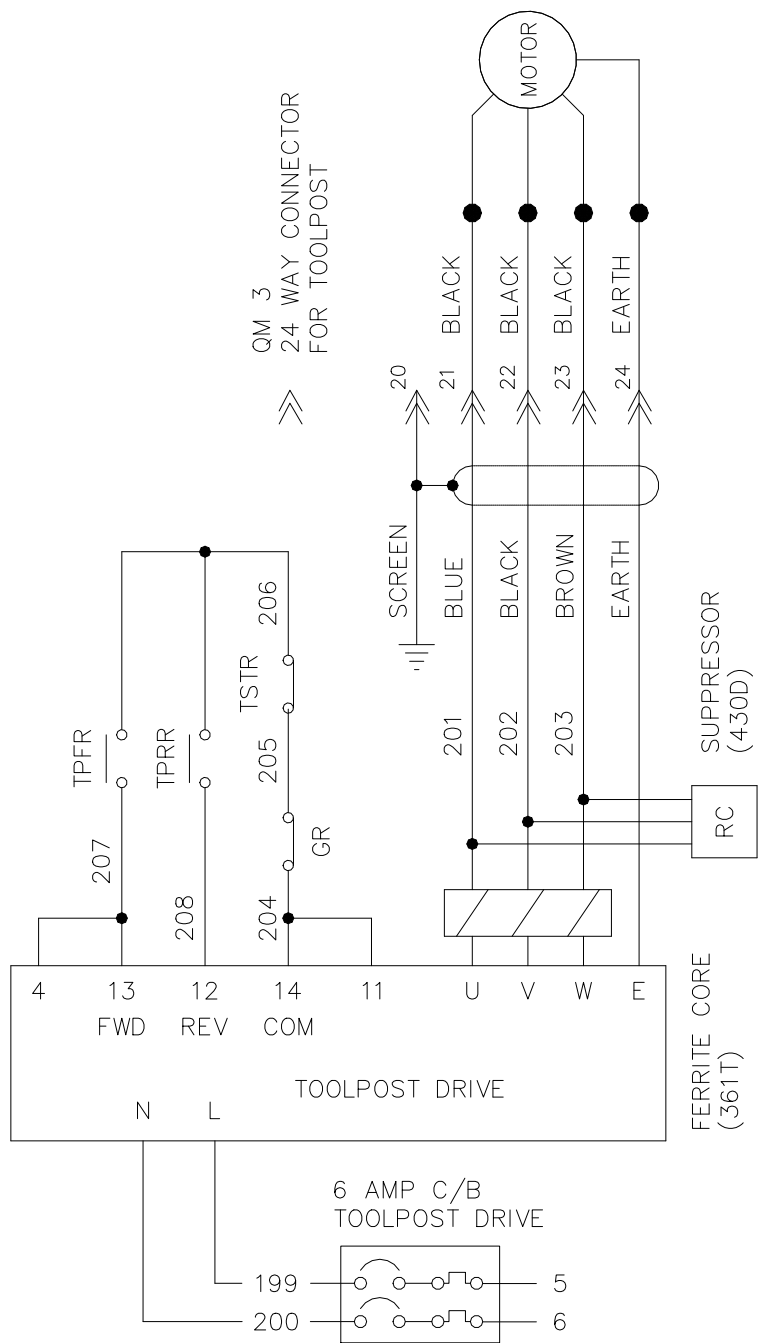 MOTOR
QM 3
24 WAY CONNECTOR
FOR TOOLPOST
BLACK
BLACK
BLACK
EARTH
20
21
22
23
24
SCREEN
BLUE
BLACK
BROWN
EARTH
206
TSTR
205
GR
204
TPFR
207
TPRR
208
201
202
203
SUPPRESSOR
(430D)
RC
4
13
12
14
11
U
V
W
E
FWD
REV
COM
TOOLPOST DRIVE
N
L
FERRITE CORE
(361T)
6 AMP C/B
TOOLPOST DRIVE
199
5
200
6